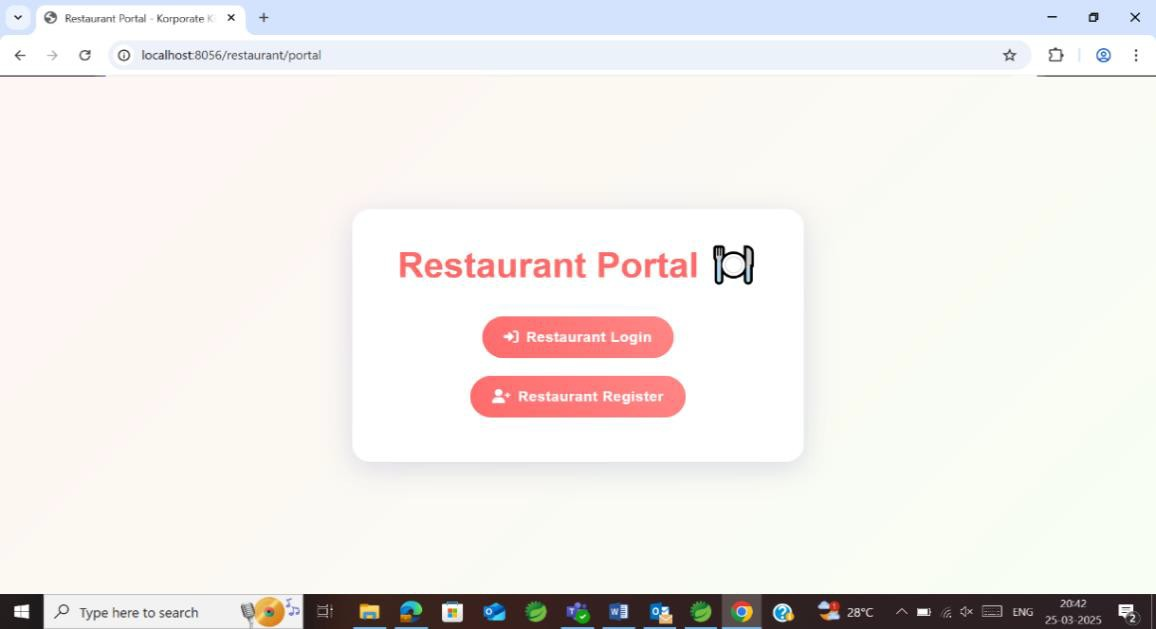 Restaurant Portal - Korporate K
localhost:8056/restaurant/portal
Restaurant Portal
Restaurant Login
Restaurant Register
Type here to search
28°C
ENG
20:42
25-03-2025
2